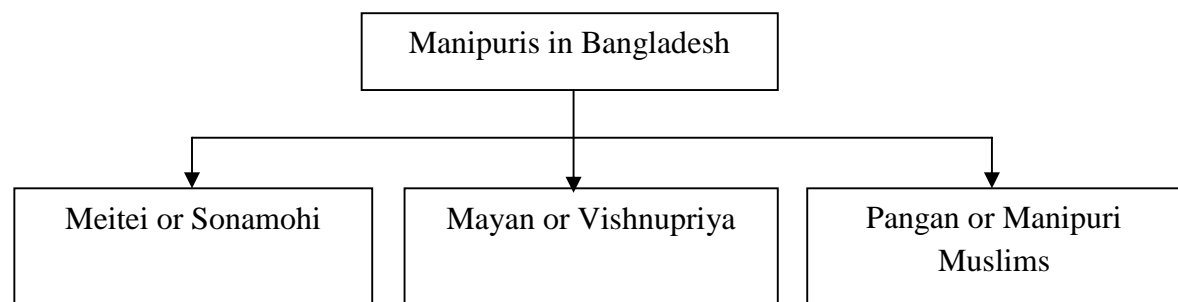 Manipuris in Bangladesh
Meitei or Sonamohi
Mayan or Vishnupriya
Pangan or Manipuri
Muslims